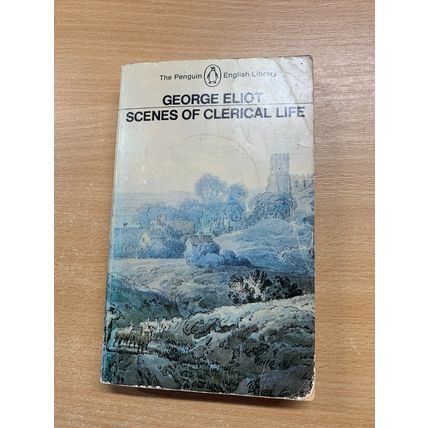 The Penguin English Library
GEORGE ELIOT
SCENES OF CLERICAL LIFE